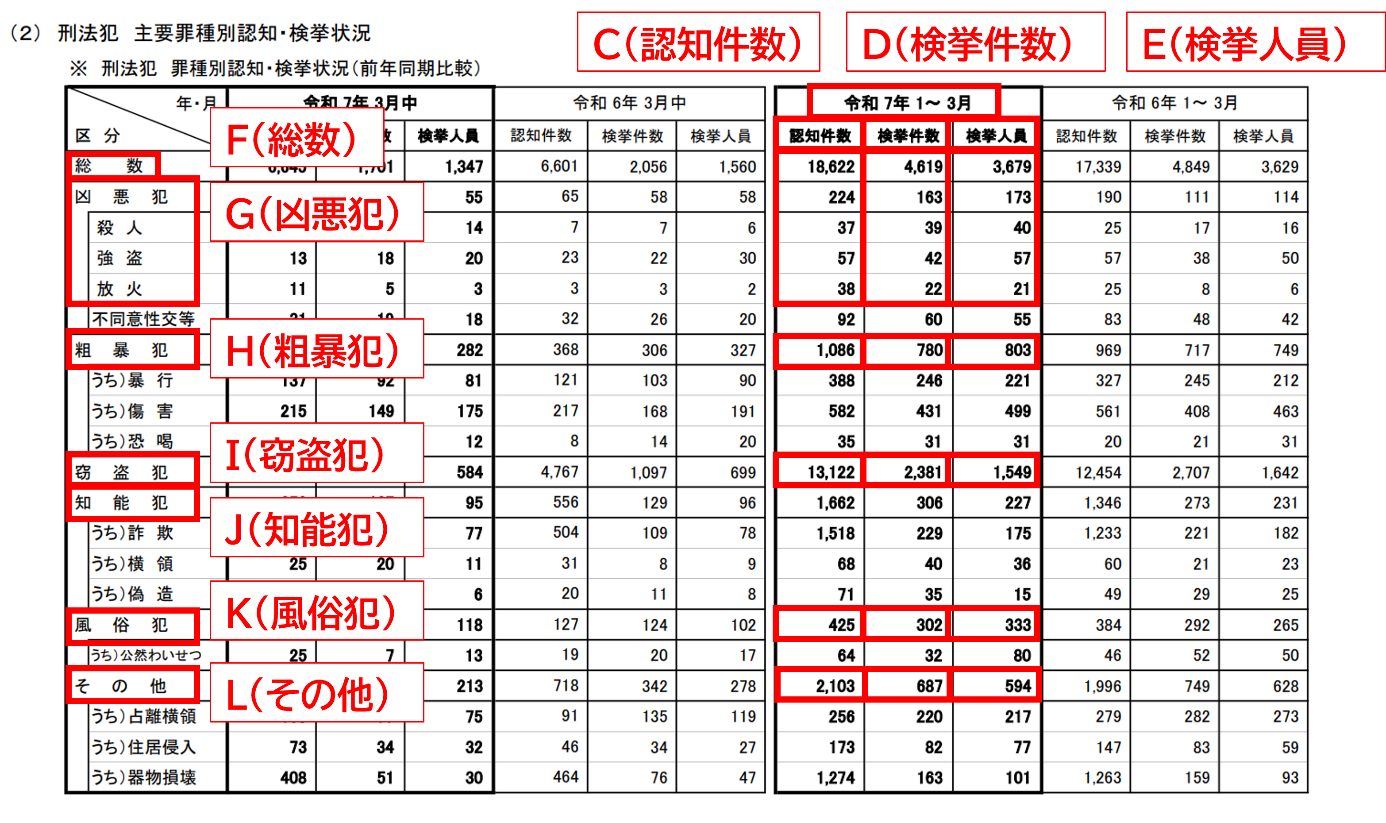 （2） 刑法犯 主要罪種別認知・検挙状況
C（認知件数） D（検挙件数） E（検挙人員）
※ 刑法犯 罪種別認知・検挙状況（前年同期比較）
年・月 令和 7年 3月中 令和 6年 3月中 令和 7年 1～ 3月 令和 6年 1～ 3月
区 分 検挙人員 認知件数 検挙件数 検挙人員 認知件数 検挙件数 検挙人員 認知件数 検挙件数 検挙人員
F（総数）
総 数 1,347 6,601 2,056 1,560 18,622 4,619 3,679 17,339 4,849 3,629
凶 悪 犯 55 65 58 58 224 163 173 190 111 114
G（凶悪犯）
殺 人 14 7 7 6 37 39 40 25 17 16
強 盗 13 18 20 23 22 30 57 42 57 57 38 50
放 火 11 5 3 3 3 2 38 22 21 25 8 6
不同意性交等 18 32 26 20 92 60 55 83 48 42
粗 暴 犯 282 368 306 327 1,086 780 803 969 717 749
H（粗暴犯）
うち）暴 行 137 92 81 121 103 90 388 246 221 327 245 212
うち）傷 害 215 149 175 217 168 191 582 431 499 561 408 463
うち）恐 喝 12 8 14 20 35 31 31 20 21 31
I（窃盗犯）
窃 盗 犯 584 4,767 1,097 699 13,122 2,381 1,549 12,454 2,707 1,642
知 能 犯 95 556 129 96 1,662 306 227 1,346 273 231
J（知能犯）
うち）詐 欺 77 504 109 78 1,518 229 175 1,233 221 182
うち）横 領 25 20 11 31 8 9 68 40 36 60 21 23
うち）偽 造 6 20 11 8 71 35 15 49 29 25
K（風俗犯）
風 俗 犯 118 127 124 102 425 302 333 384 292 265
うち）公然わいせつ 25 7 13 19 20 17 64 32 80 46 52 50
そ の 他 213 718 342 278 2,103 687 594 1,996 749 628
L（その他）
うち）占離横領 75 91 135 119 256 220 217 279 282 273
うち）住居侵入 73 34 32 46 34 27 173 82 77 147 83 59
うち）器物損壊 408 51 30 464 76 47 1,274 163 101 1,263 159 93